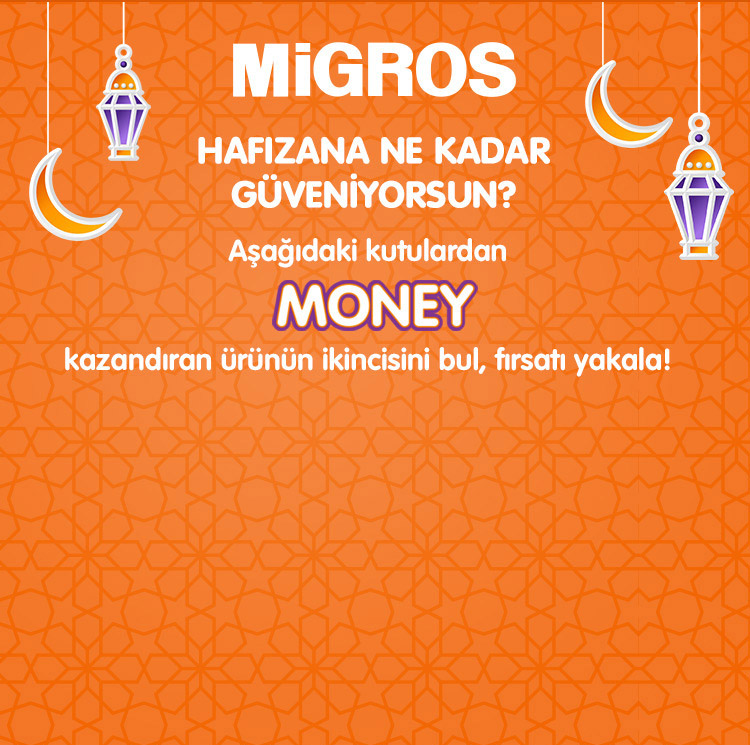 MiGROS
HAFIZANA NE KADAR
GÜVENİYORSUN?
Aşağıdaki kutulardan
MONEY
kazandıran ürünün ikincisini bul, fırsatı yakala!